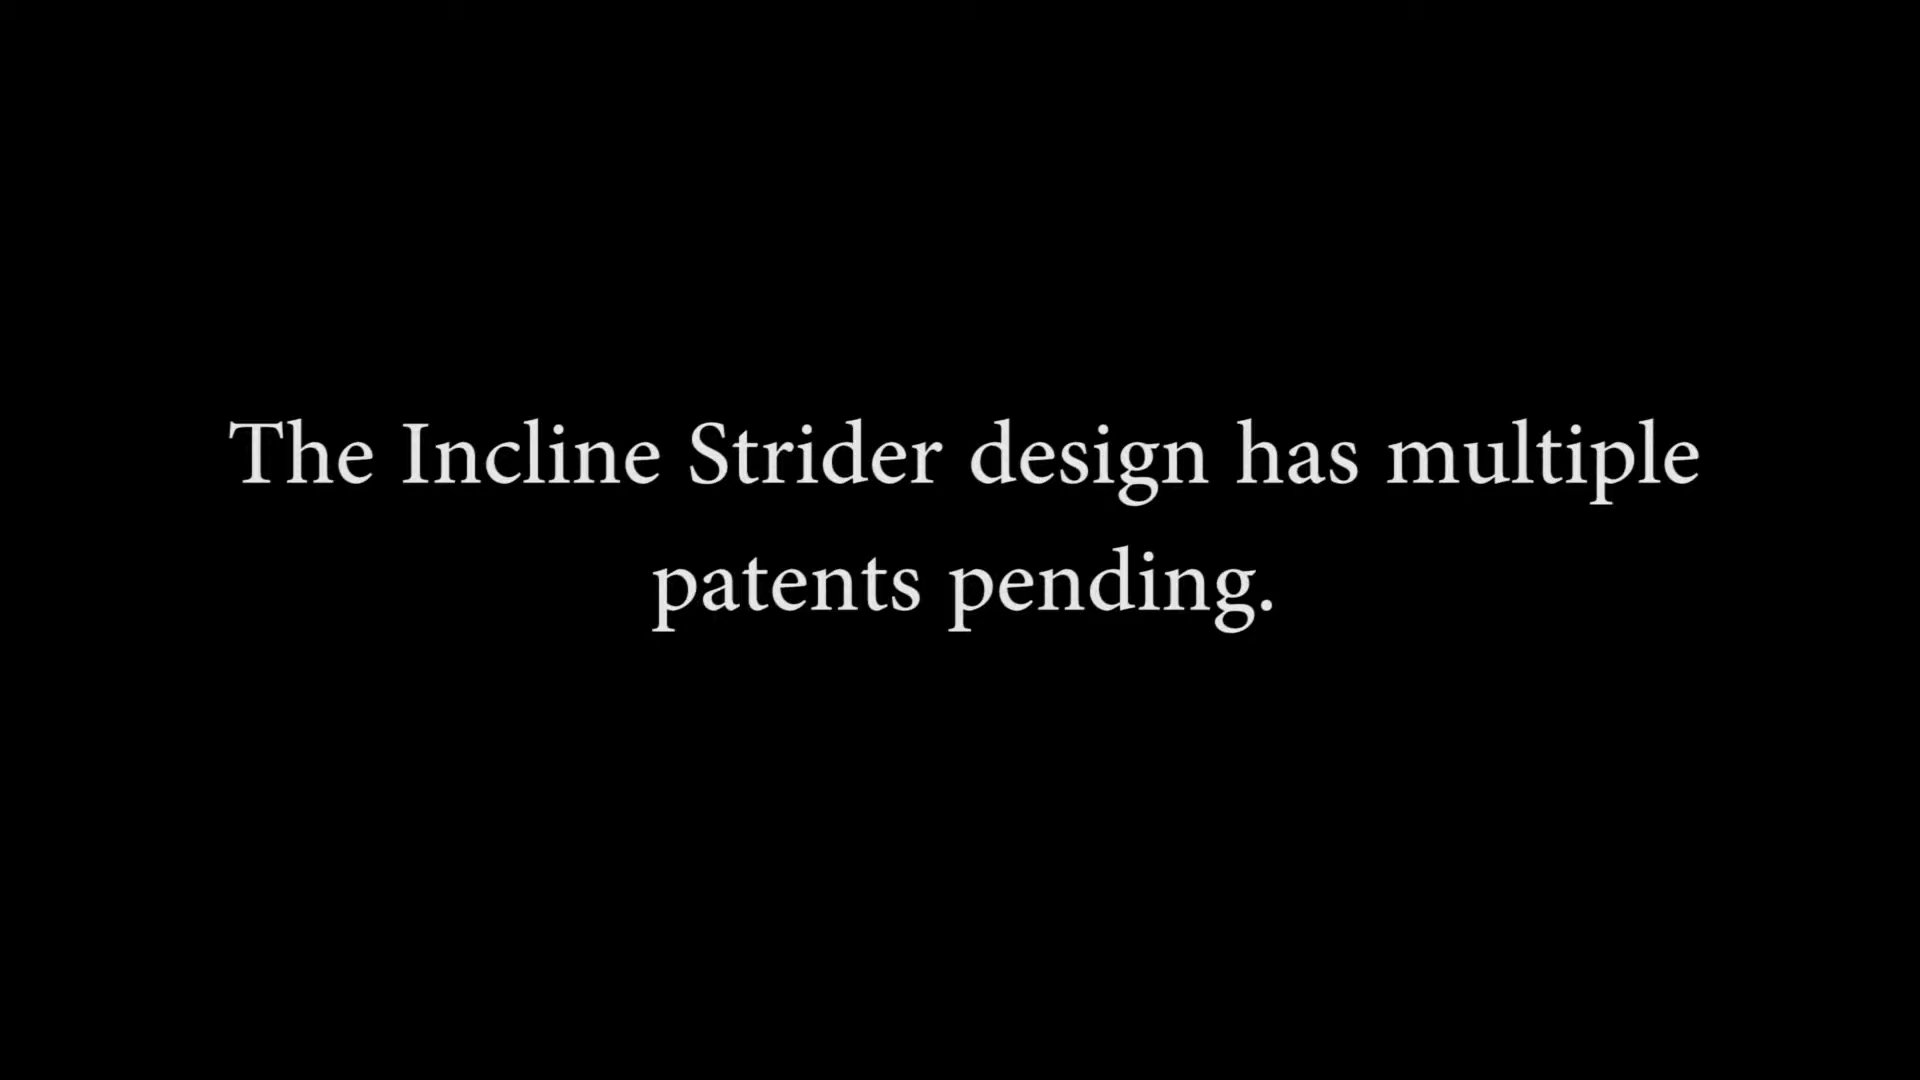 The Incline Strider design has multiple
patents pending.